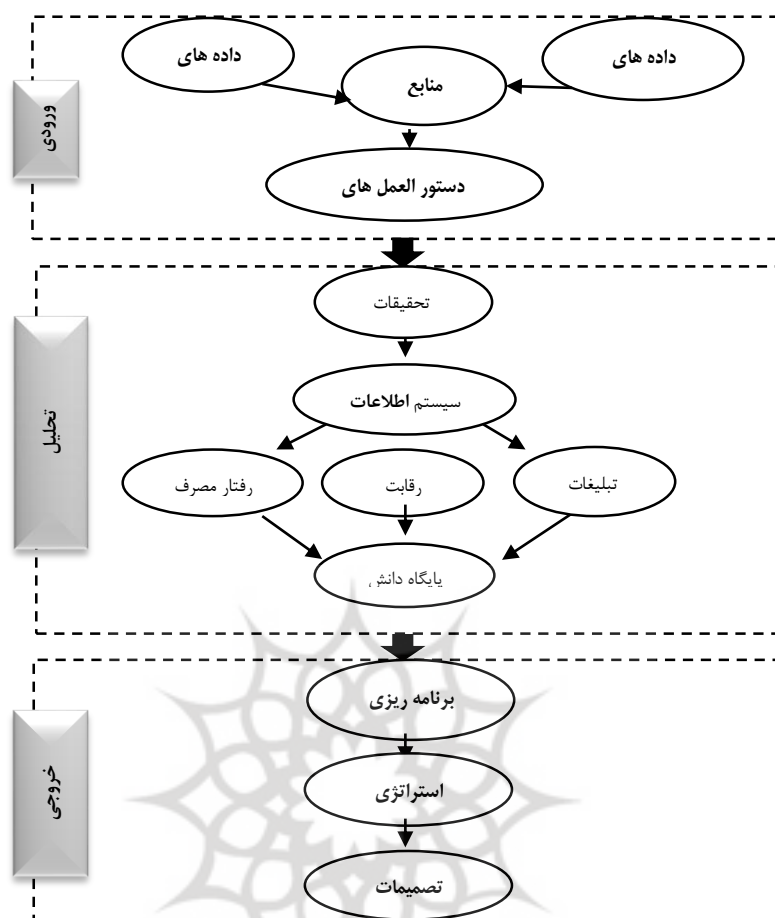 داده های
داده های
منابع
دستور العمل های
ورودی
تحقیقات
سیستم اطلاعات
تبلیغات
رقابت
رفتار مصرف
پایگاه دانش
تحلیل
برنامه ریزی
استراتژی
تصمیمات
خروجی